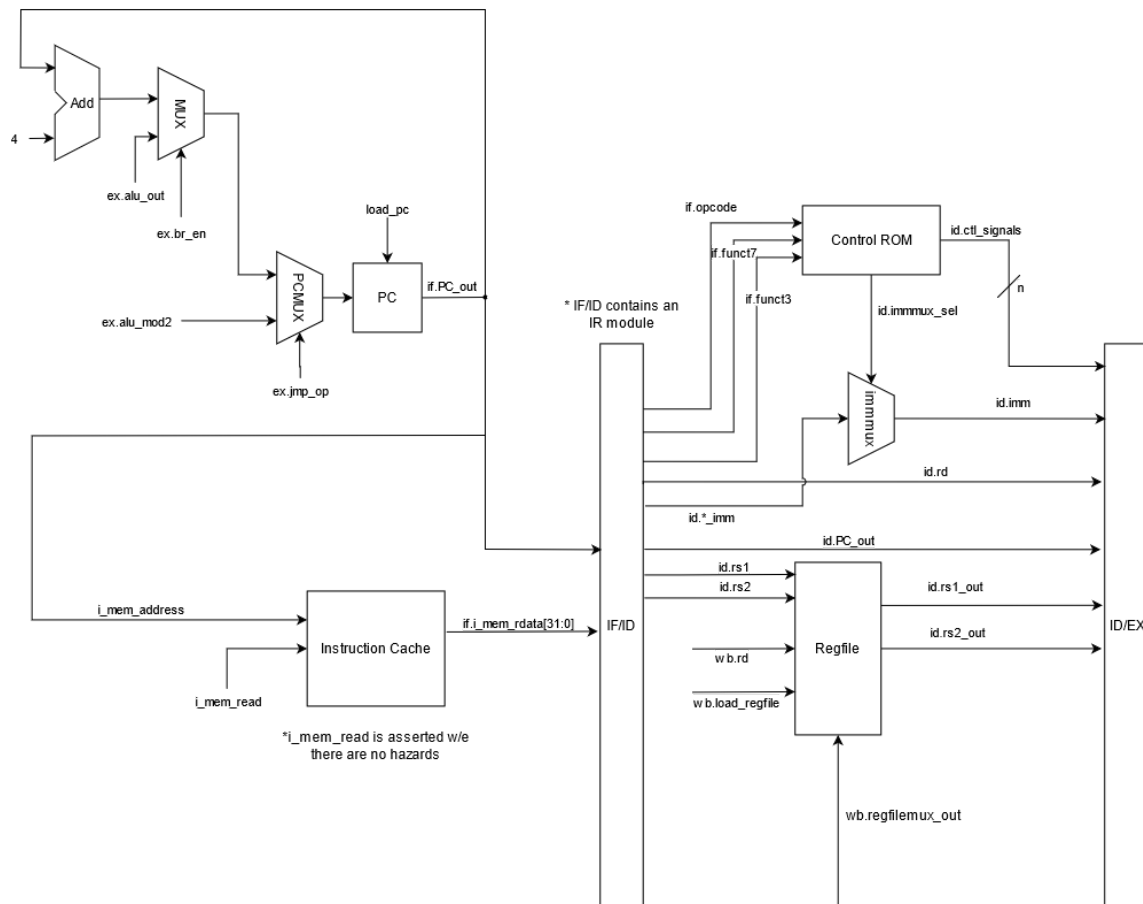 Add
MUX
4
ex.alu_out
ex.br_en
load_pc
PCMUX
PC
if.PC_out
ex.alu_mod2
ex.jmp_op
if.opcode
if.funct7
if.funct3
Control ROM
id.ctl_signals
n
* IF/ID contains an
IR module
id.immmux_sel
immmux
id.imm
id.rd
id.*_imm
id.PC_out
id.rs1
id.rs2
i_mem_address
Instruction Cache
if.i_mem_rdata[31:0]
i_mem_read
*i_mem_read is asserted w/e
there are no hazards
IF/ID
Regfile
id.rs1_out
id.rs2_out
wb.rd
wb.load_regfile
wb.regfilemux_out
ID/EX